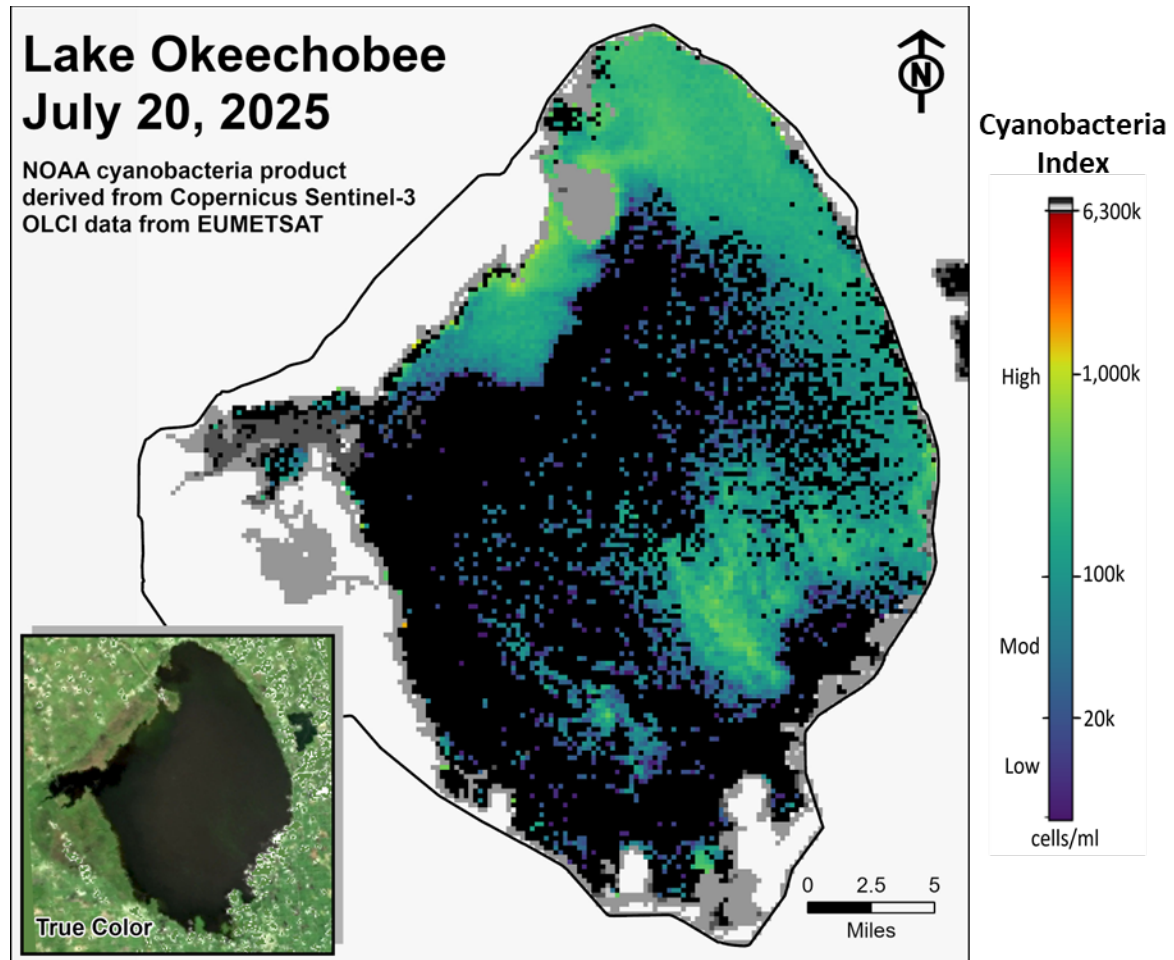 Lake Okeechobee
July 20, 2025
NOAA cyanobacteria product
derived from Copernicus Sentinel-3
OLCI data from EUMETSAT
N
Cyanobacteria
Index
6,300k
High
1,000k
100k
Mod
20k
Low
cells/ml
0 2.5 5
Miles
True Color